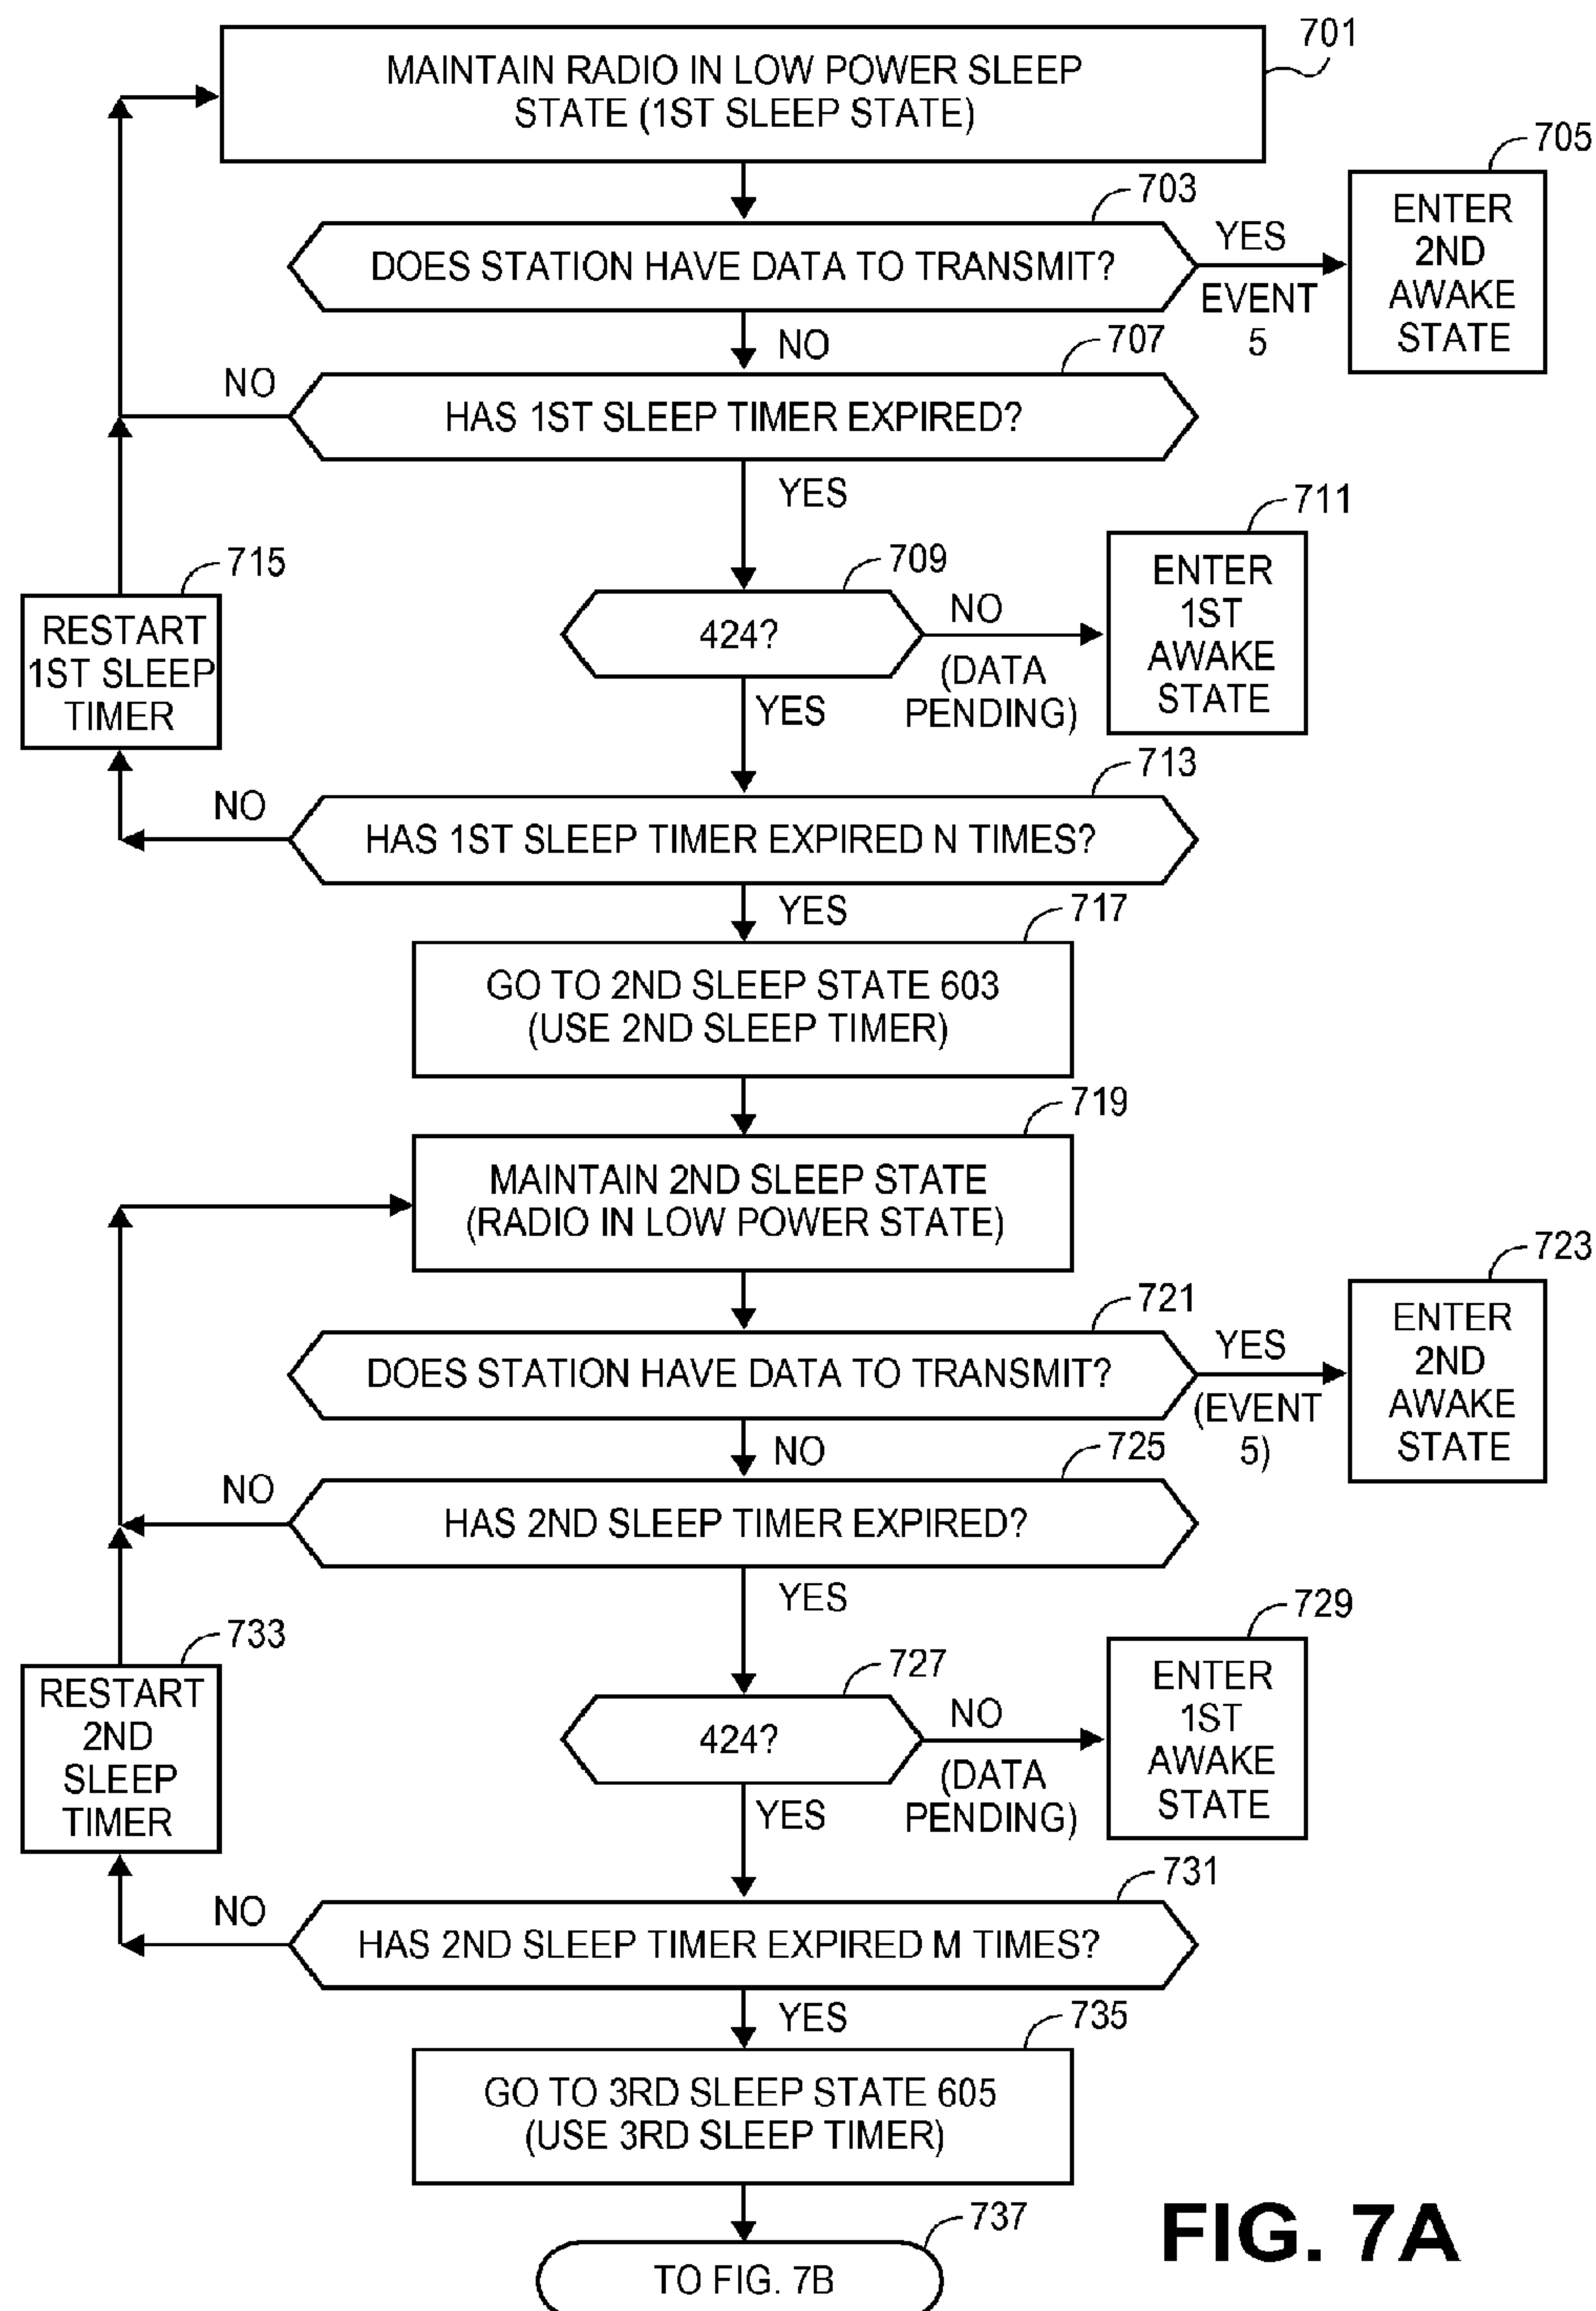 701
MAINTAIN RADIO IN LOW POWER SLEEP
STATE (1ST SLEEP STATE)
705
ENTER
2ND
AWAKE
STATE
703
DOES STATION HAVE DATA TO TRANSMIT?
YES
EVENT
5
NO
707
NO
HAS 1ST SLEEP TIMER EXPIRED?
YES
711
ENTER
1ST
AWAKE
STATE
709
424?
NO
(DATA
PENDING)
715
RESTART
1ST SLEEP
TIMER
YES
713
NO
HAS 1ST SLEEP TIMER EXPIRED N TIMES?
YES
717
GO TO 2ND SLEEP STATE 603
(USE 2ND SLEEP TIMER)
719
MAINTAIN 2ND SLEEP STATE
(RADIO IN LOW POWER STATE)
723
ENTER
2ND
AWAKE
STATE
721
DOES STATION HAVE DATA TO TRANSMIT?
YES
(EVENT
5)
NO
725
NO
HAS 2ND SLEEP TIMER EXPIRED?
YES
729
ENTER
1ST
AWAKE
STATE
733
RESTART
2ND
SLEEP
TIMER
727
424?
NO
(DATA
PENDING)
YES
731
NO
HAS 2ND SLEEP TIMER EXPIRED M TIMES?
YES
735
GO TO 3RD SLEEP STATE 605
(USE 3RD SLEEP TIMER)
737
TO FIG. 7B
FIG. 7A